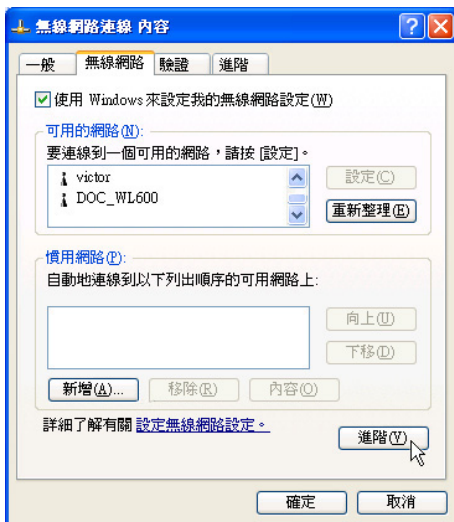 無線網路連線 內容
一般 無線網路 驗證 進階
使用 Windows 來設定我的無線網路設定(W)
可用的網路(N):
要連線到一個可用的網路，請按 [設定]。
victor
DOC_WL600
設定(C)
重新整理(E)
慣用網路(P):
自動地連線到以下列出順序的可用網路上:
向上(U)
下移(D)
新增(A)... 移除(R) 內容(O)
詳細了解有關 設定無線網路設定。
進階(V)
確定 取消